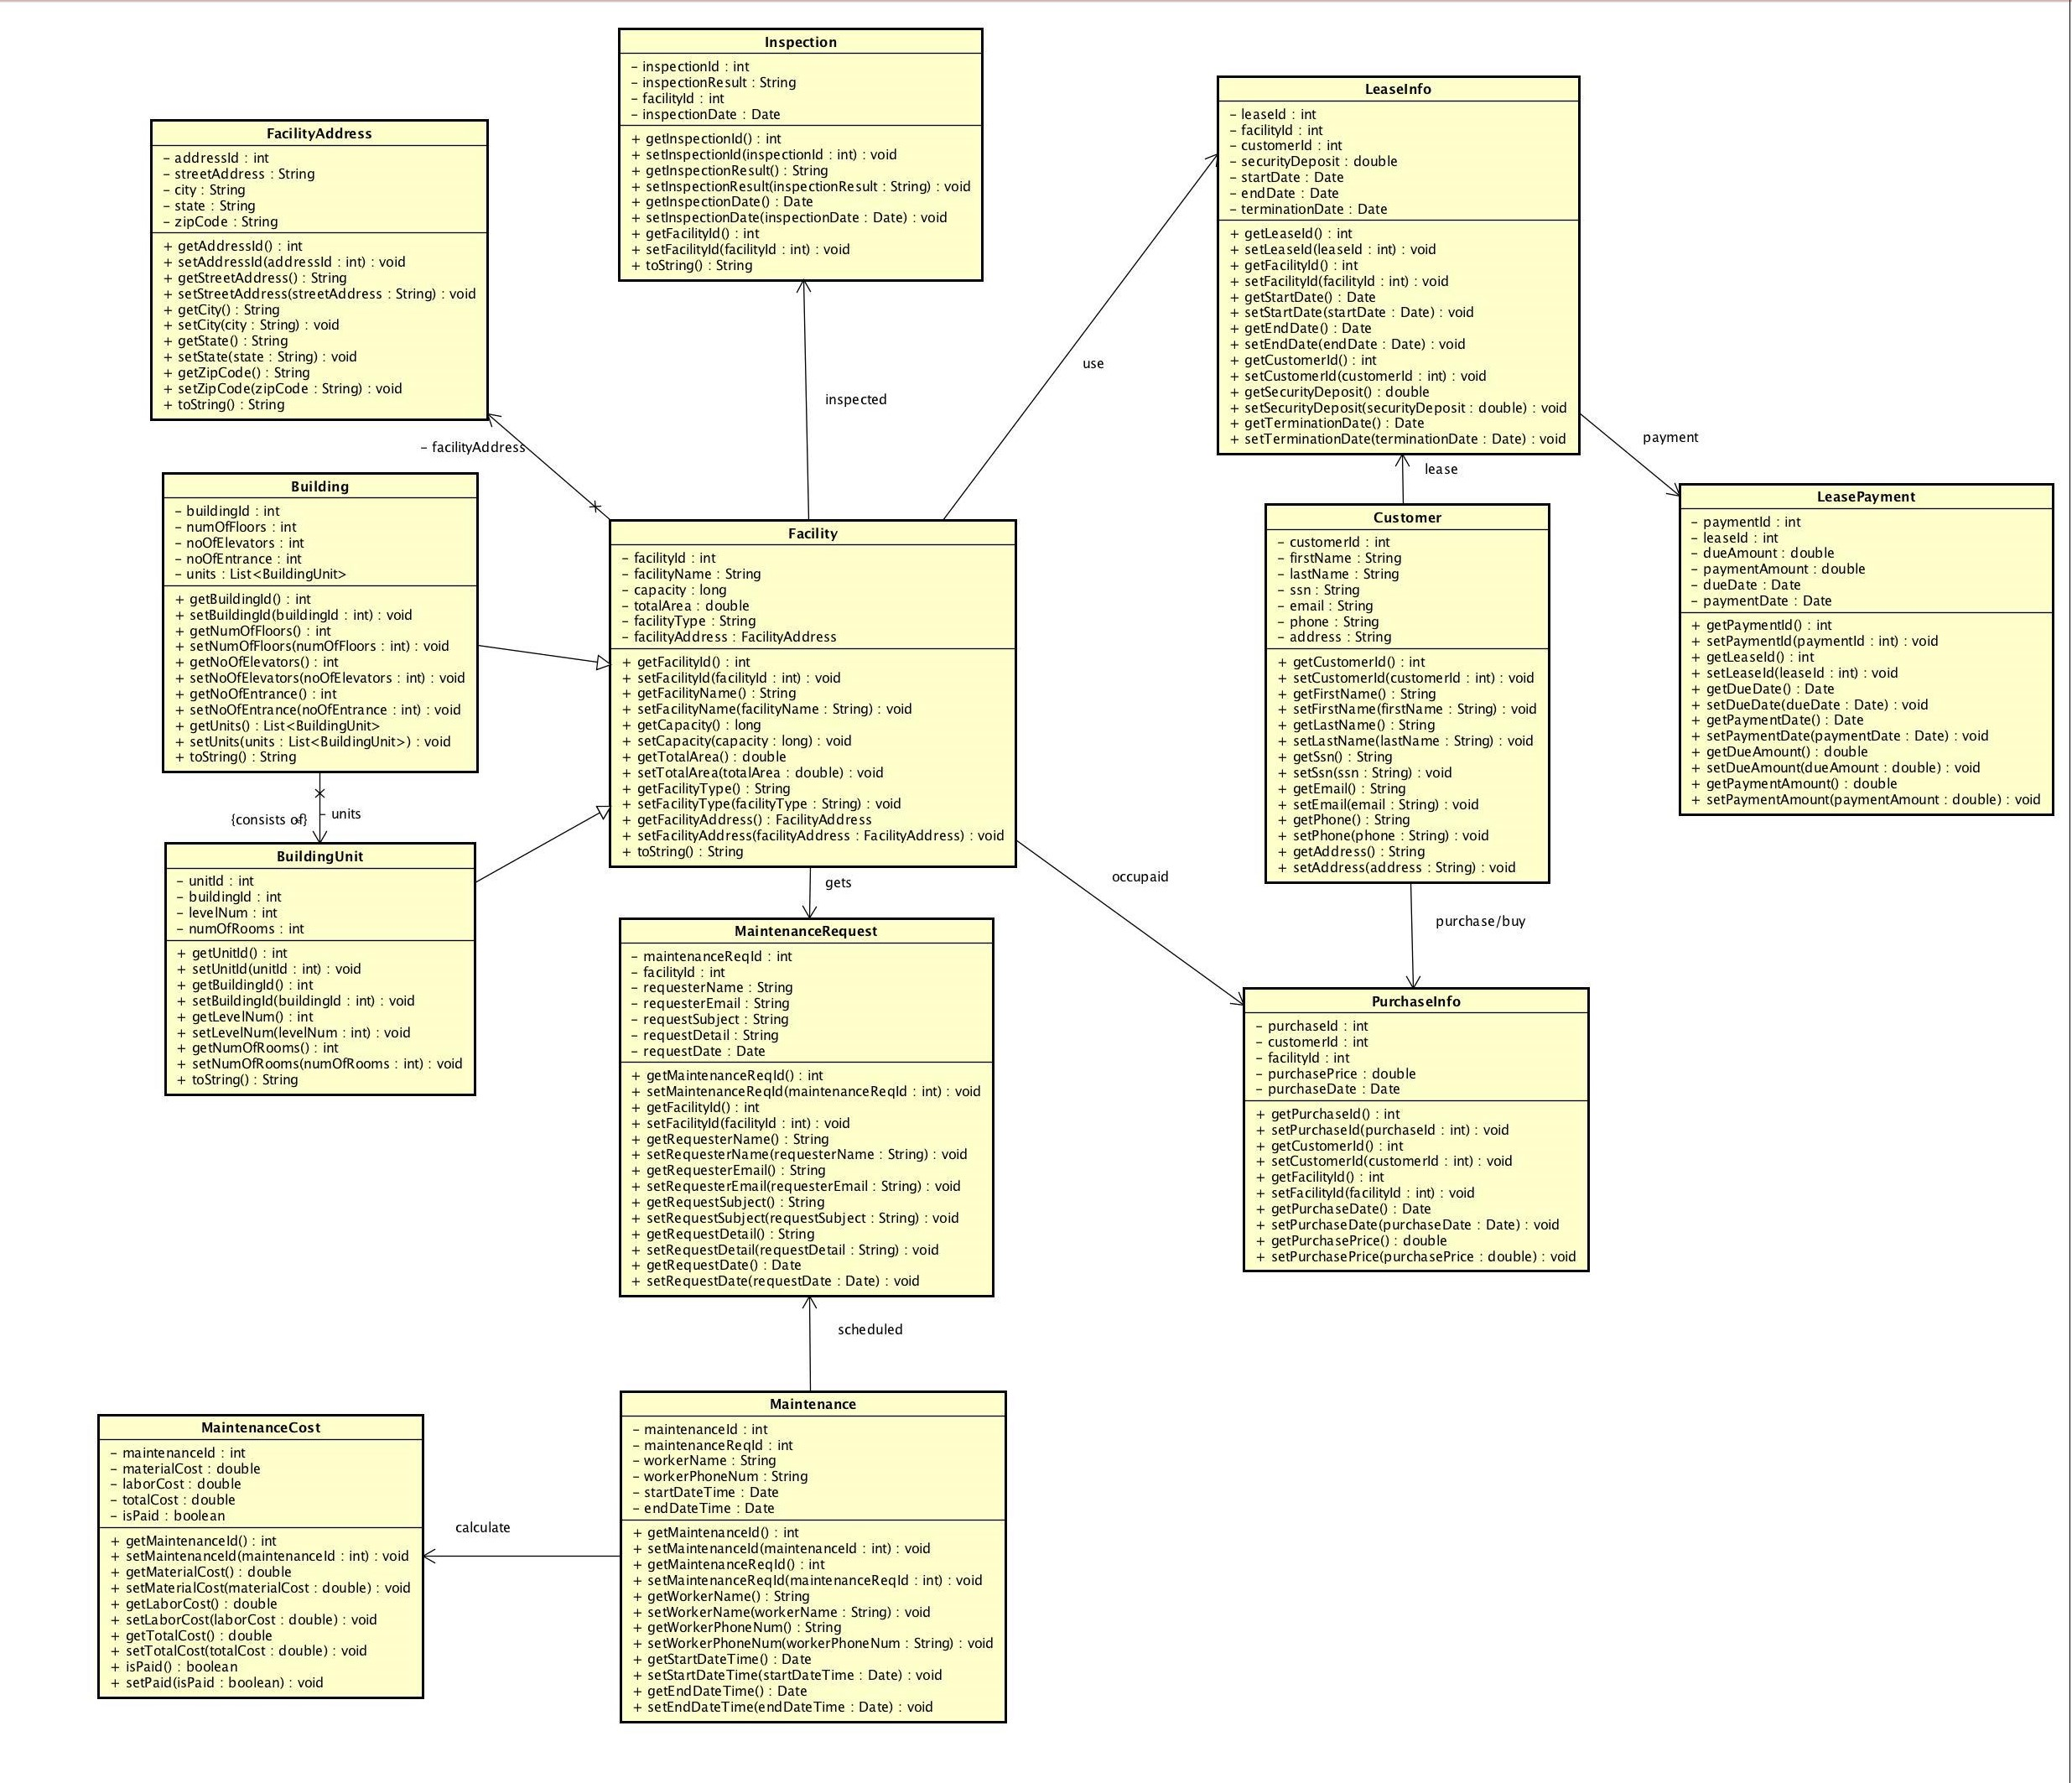 Inspection
– inspectionId : int
– inspectionResult : String
– facilityId : int
– inspectionDate : Date
+ getInspectionId() : int
+ setInspectionId(inspectionId : int) : void
+ getInspectionResult() : String
+ setInspectionResult(inspectionResult : String) : void
+ getInspectionDate() : Date
+ setInspectionDate(inspectionDate : Date) : void
+ getFacilityId() : int
+ setFacilityId(facilityId : int) : void
+ toString() : String
LeaseInfo
– leaseId : int
– facilityId : int
– customerId : int
– securityDeposit : double
– startDate : Date
– endDate : Date
– terminationDate : Date
+ getLeaseId() : int
+ setLeaseId(leaseId : int) : void
+ getFacilityId() : int
+ setFacilityId(facilityId : int) : void
+ getStartDate() : Date
+ setStartDate(startDate : Date) : void
+ getEndDate() : Date
+ setEndDate(endDate : Date) : void
+ getCustomerId() : int
+ setCustomerId(customerId : int) : void
+ getSecurityDeposit() : double
+ setSecurityDeposit(securityDeposit : double) : void
+ getTerminationDate() : Date
+ setTerminationDate(terminationDate : Date) : void
FacilityAddress
– addressId : int
– streetAddress : String
– city : String
– state : String
– zipCode : String
+ getAddressId() : int
+ setAddressId(addressId : int) : void
+ getStreetAddress() : String
+ setStreetAddress(streetAddress : String) : void
+ getCity() : String
+ setCity(city : String) : void
+ getState() : String
+ setState(state : String) : void
+ getZipCode() : String
+ setZipCode(zipCode : String) : void
+ toString() : String
use
inspected
payment
– facilityAddress
lease
Building
– buildingId : int
– numOfFloors : int
– noOfElevators : int
– noOfEntrance : int
– units : List<BuildingUnit>
+ getBuildingId() : int
+ setBuildingId(buildingId : int) : void
+ getNumOfFloors() : int
+ setNumOfFloors(numOfFloors : int) : void
+ getNoOfElevators() : int
+ setNoOfElevators(noOfElevators : int) : void
+ getNoOfEntrance() : int
+ setNoOfEntrance(noOfEntrance : int) : void
+ getUnits() : List<BuildingUnit>
+ setUnits(units : List<BuildingUnit>) : void
+ toString() : String
Facility
– facilityId : int
– facilityName : String
– capacity : long
– totalArea : double
– facilityType : String
– facilityAddress : FacilityAddress
+ getFacilityId() : int
+ setFacilityId(facilityId : int) : void
+ getFacilityName() : String
+ setFacilityName(facilityName : String) : void
+ getCapacity() : long
+ setCapacity(capacity : long) : void
+ getTotalArea() : double
+ setTotalArea(totalArea : double) : void
+ getFacilityType() : String
+ setFacilityType(facilityType : String) : void
+ getFacilityAddress() : FacilityAddress
+ setFacilityAddress(facilityAddress : FacilityAddress) : void
+ toString() : String
Customer
– customerId : int
– firstName : String
– lastName : String
– ssn : String
– email : String
– phone : String
– address : String
+ getCustomerId() : int
+ setCustomerId(customerId : int) : void
+ getFirstName() : String
+ setFirstName(firstName : String) : void
+ getLastName() : String
+ setLastName(lastName : String) : void
+ getSsn() : String
+ setSsn(ssn : String) : void
+ getEmail() : String
+ setEmail(email : String) : void
+ getPhone() : String
+ setPhone(phone : String) : void
+ getAddress() : String
+ setAddress(address : String) : void
LeasePayment
– paymentId : int
– leaseId : int
– dueAmount : double
– paymentAmount : double
– dueDate : Date
– paymentDate : Date
+ getPaymentId() : int
+ setPaymentId(paymentId : int) : void
+ getLeaseId() : int
+ setLeaseId(leaseId : int) : void
+ getDueDate() : Date
+ setDueDate(dueDate : Date) : void
+ getPaymentDate() : Date
+ setPaymentDate(paymentDate : Date) : void
+ getDueAmount() : double
+ setDueAmount(dueAmount : double) : void
+ getPaymentAmount() : double
+ setPaymentAmount(paymentAmount : double) : void
{consists of}
– units
gets
occupaid
purchase/buy
BuildingUnit
– unitId : int
– buildingId : int
– levelNum : int
– numOfRooms : int
+ getUnitId() : int
+ setUnitId(unitId : int) : void
+ getBuildingId() : int
+ setBuildingId(buildingId : int) : void
+ getLevelNum() : int
+ setLevelNum(levelNum : int) : void
+ getNumOfRooms() : int
+ setNumOfRooms(numOfRooms : int) : void
+ toString() : String
MaintenanceRequest
– maintenanceReqId : int
– facilityId : int
– requesterName : String
– requesterEmail : String
– requestSubject : String
– requestDetail : String
– requestDate : Date
+ getMaintenanceReqId() : int
+ setMaintenanceReqId(maintenanceReqId : int) : void
+ getFacilityId() : int
+ setFacilityId(facilityId : int) : void
+ getRequesterName() : String
+ setRequesterName(requesterName : String) : void
+ getRequesterEmail() : String
+ setRequesterEmail(requesterEmail : String) : void
+ getRequestSubject() : String
+ setRequestSubject(requestSubject : String) : void
+ getRequestDetail() : String
+ setRequestDetail(requestDetail : String) : void
+ getRequestDate() : Date
+ setRequestDate(requestDate : Date) : void
PurchaseInfo
– purchaseId : int
– customerId : int
– facilityId : int
– purchasePrice : double
– purchaseDate : Date
+ getPurchaseId() : int
+ setPurchaseId(purchaseId : int) : void
+ getCustomerId() : int
+ setCustomerId(customerId : int) : void
+ getFacilityId() : int
+ setFacilityId(facilityId : int) : void
+ getPurchaseDate() : Date
+ setPurchaseDate(purchaseDate : Date) : void
+ getPurchasePrice() : double
+ setPurchasePrice(purchasePrice : double) : void
scheduled
MaintenanceCost
– maintenanceId : int
– materialCost : double
– laborCost : double
– totalCost : double
– isPaid : boolean
+ getMaintenanceId() : int
+ setMaintenanceId(maintenanceId : int) : void
+ getMaterialCost() : double
+ setMaterialCost(materialCost : double) : void
+ getLaborCost() : double
+ setLaborCost(laborCost : double) : void
+ getTotalCost() : double
+ setTotalCost(totalCost : double) : void
+ isPaid() : boolean
+ setPaid(isPaid : boolean) : void
calculate
Maintenance
– maintenanceId : int
– maintenanceReqId : int
– workerName : String
– workerPhoneNum : String
– startDateTime : Date
– endDateTime : Date
+ getMaintenanceId() : int
+ setMaintenanceId(maintenanceId : int) : void
+ getMaintenanceReqId() : int
+ setMaintenanceReqId(maintenanceReqId : int) : void
+ getWorkerName() : String
+ setWorkerName(workerName : String) : void
+ getWorkerPhoneNum() : String
+ setWorkerPhoneNum(workerPhoneNum : String) : void
+ getStartDateTime() : Date
+ setStartDateTime(startDateTime : Date) : void
+ getEndDateTime() : Date
+ setEndDateTime(endDateTime : Date) : void